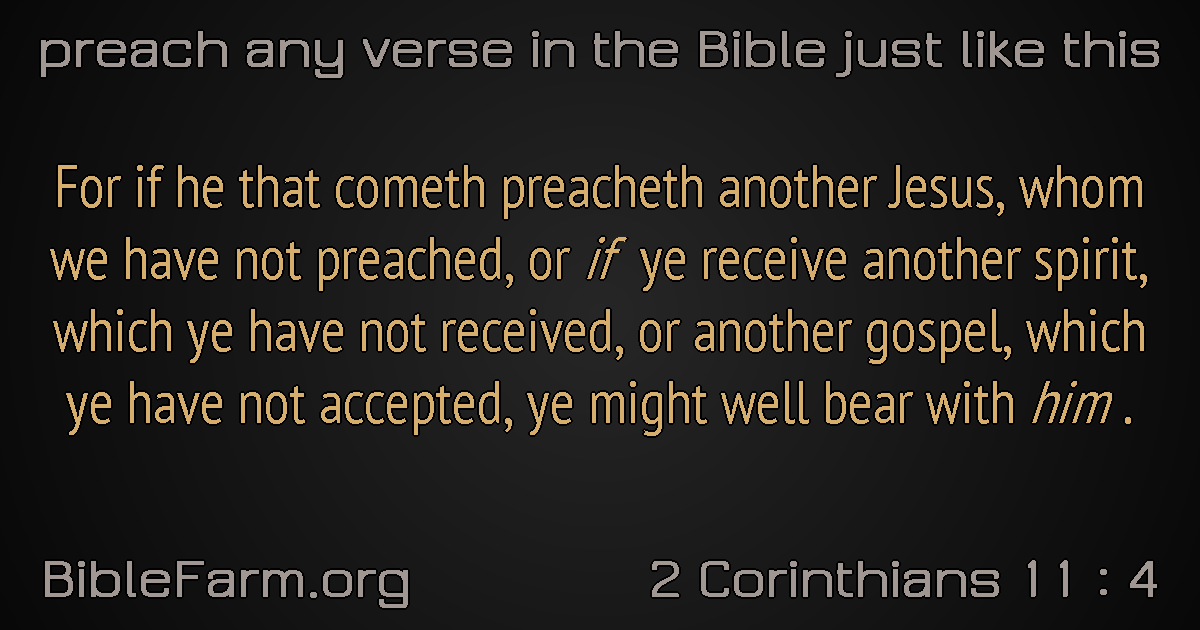 preach any verse in the Bible just like this
For if he that cometh preacheth another Jesus, whom
we have not preached, or if ye receive another spirit,
which ye have not received, or another gospel, which
ye have not accepted, ye might well bear with him .
BibleFarm.org
2 Corinthians 11 : 4